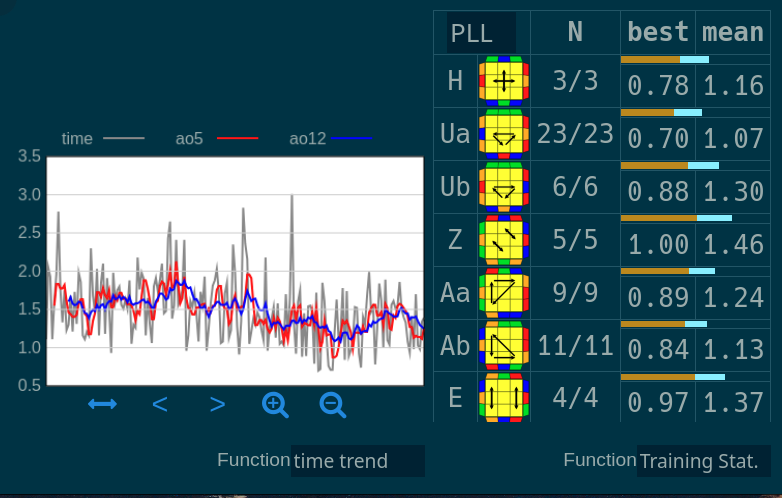 time ao5 ao12
3.5
3.0
2.5
2.0
1.5
1.0
0.5
< >
Function time trend
PLL N best mean
H 3/3 0.78 1.16
Ua 23/23 0.70 1.07
Ub 6/6 0.88 1.30
Z 5/5 1.00 1.46
Aa 9/9 0.89 1.24
Ab 11/11 0.84 1.13
E 4/4 0.97 1.37
Function Training Stat.